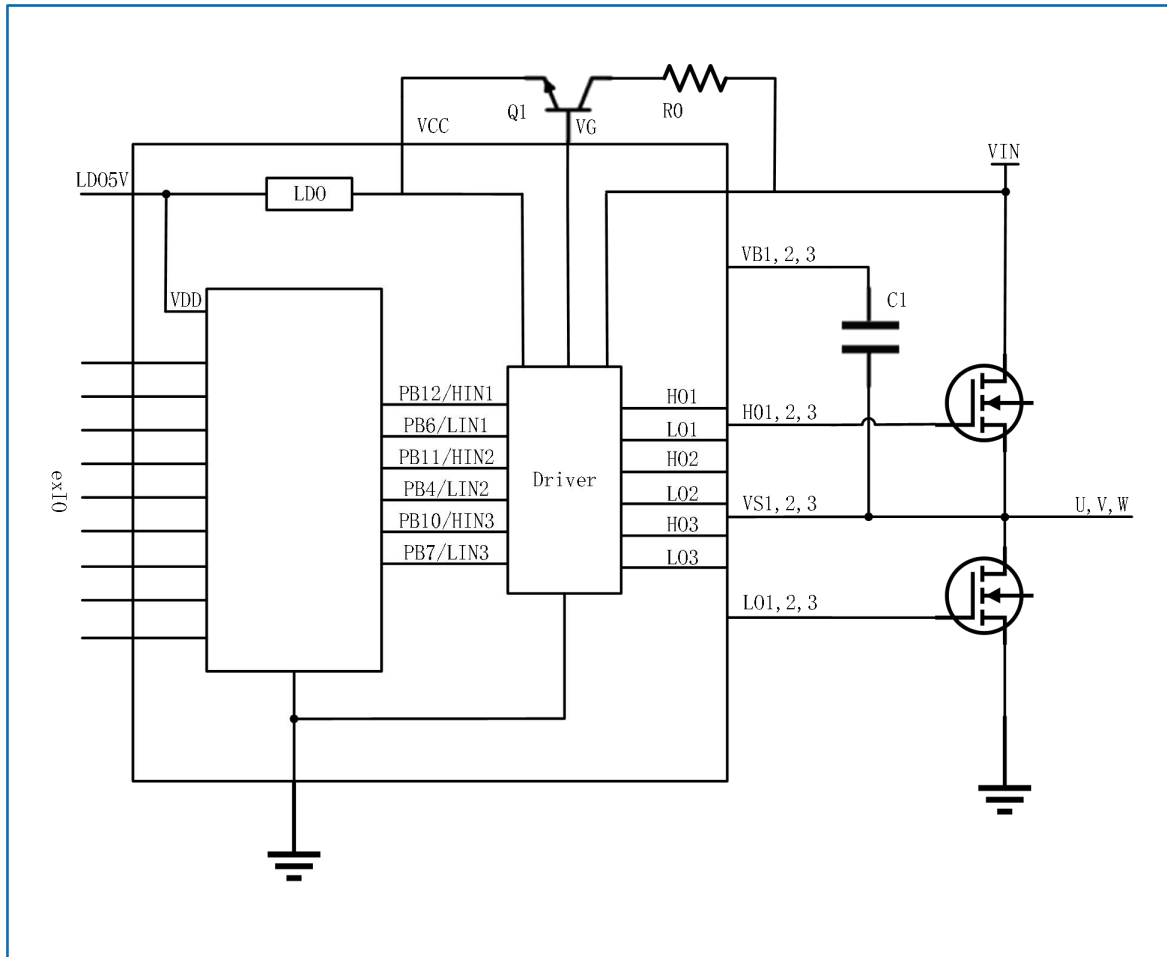 Q1
R0
VCC
VG
VIN
LDO5V
LDO
VB1, 2, 3
VDD
C1
PB12/HIN1
HO1
HO1, 2, 3
PB6/LIN1
LO1
PB11/HIN2
HO2
exIO
Driver
PB4/LIN2
LO2
VS1, 2, 3
U, V, W
PB10/HIN3
HO3
PB7/LIN3
LO3
LO1, 2, 3